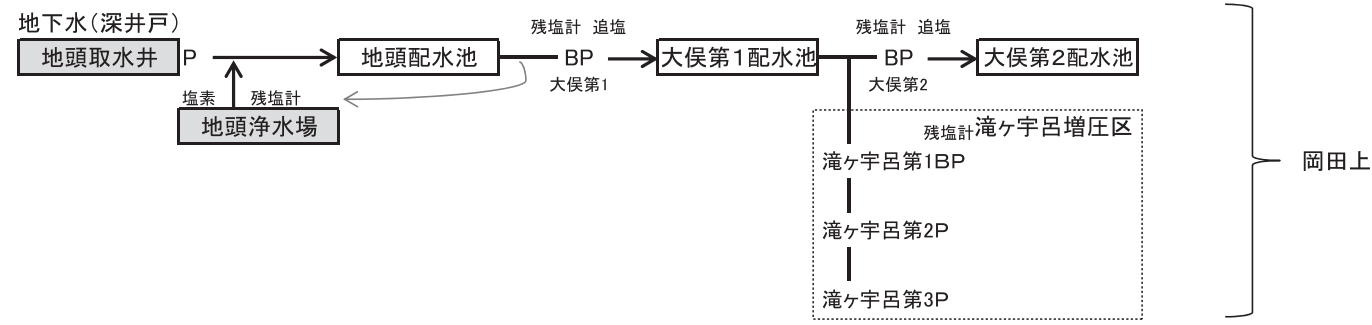 地下水（深井戸）
地頭取水井
P
塩素
残塩計
地頭浄水場
地頭配水池
残塩計 追塩
BP
大俣第1
大俣第1配水池
残塩計 追塩
BP
大俣第2
大俣第2配水池
残塩計
滝ヶ宇呂増圧区
滝ヶ宇呂第1BP
滝ヶ宇呂第2P
滝ヶ宇呂第3P
岡田上